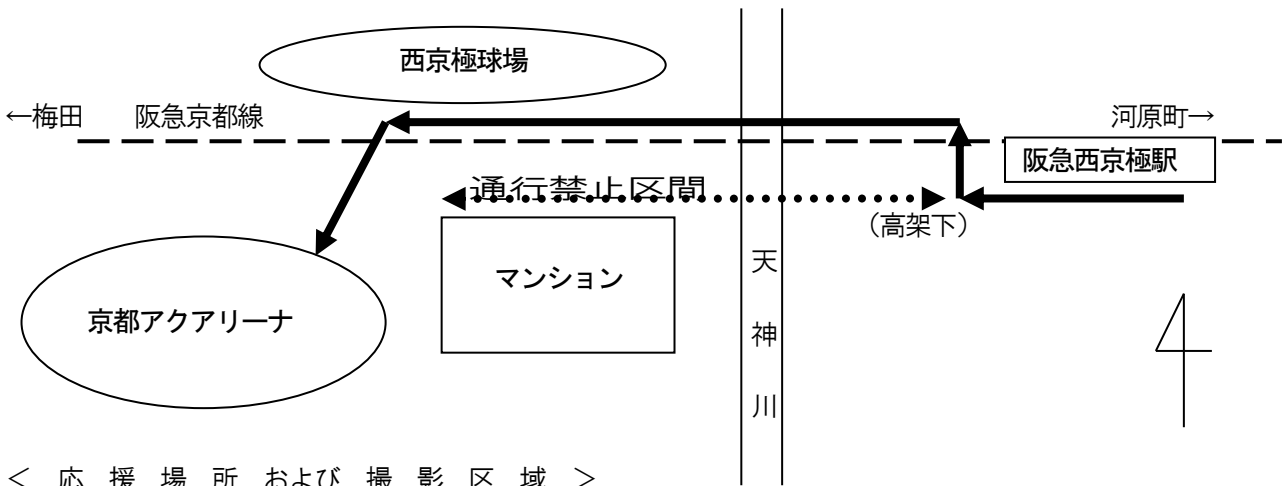 西京極球場
←梅田 阪急京都線 河原町→
阪急西京極駅
通行禁止区間
(高架下)
マンション
天神川
京都アクアリーナ
< 応 援 場 所 および 撮 影 区 域 >